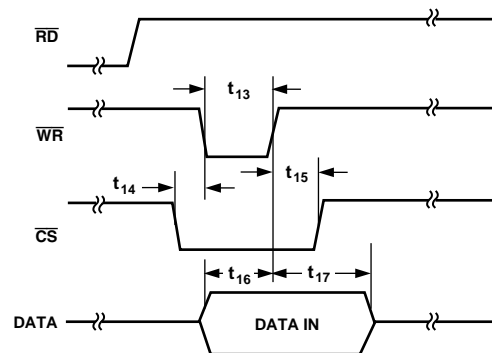 RD
t13
WR
t14
t15
CS
t16
t17
DATA
DATA IN